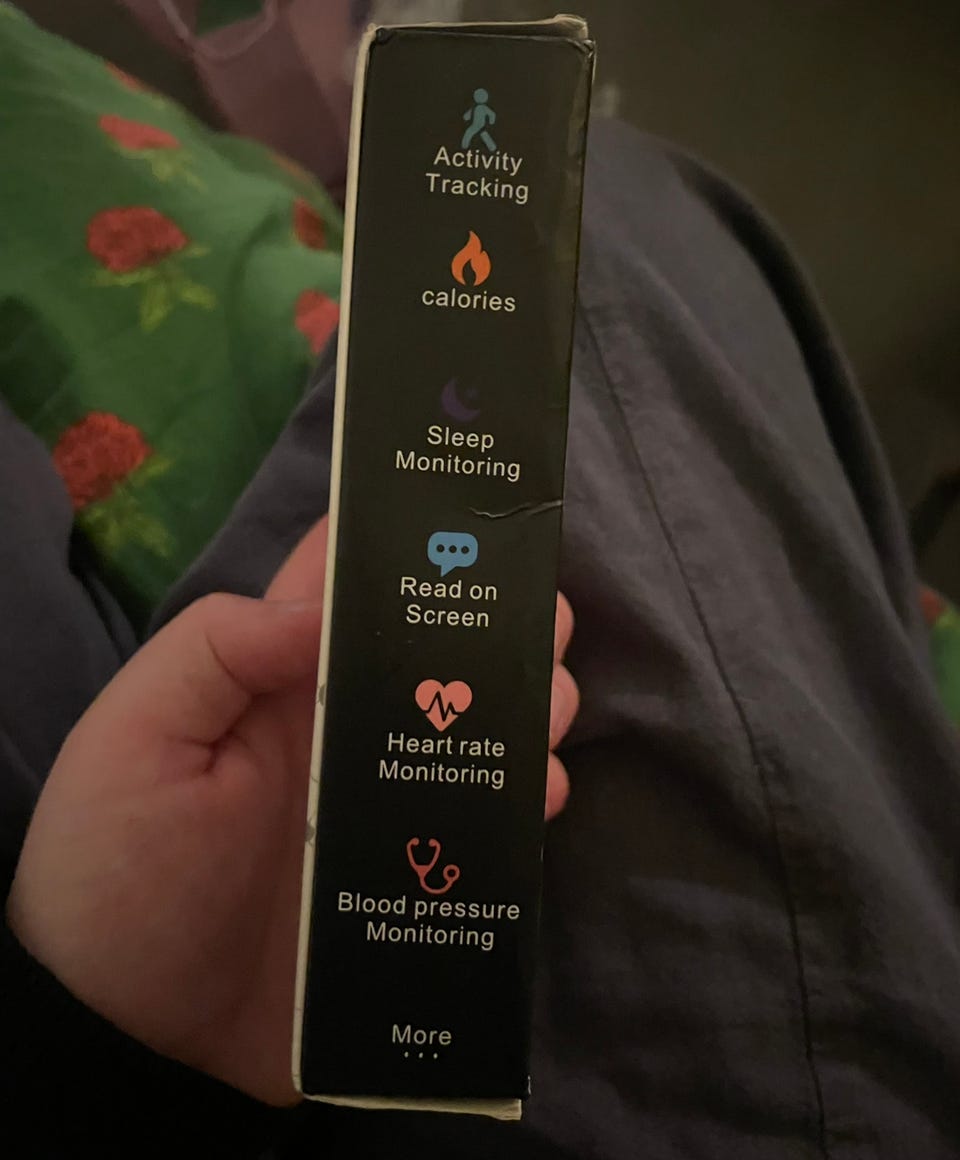 Activity
Tracking
calories
Sleep
Monitoring
Read on
Screen
Heart rate
Monitoring
Blood pressure
Monitoring
More
...